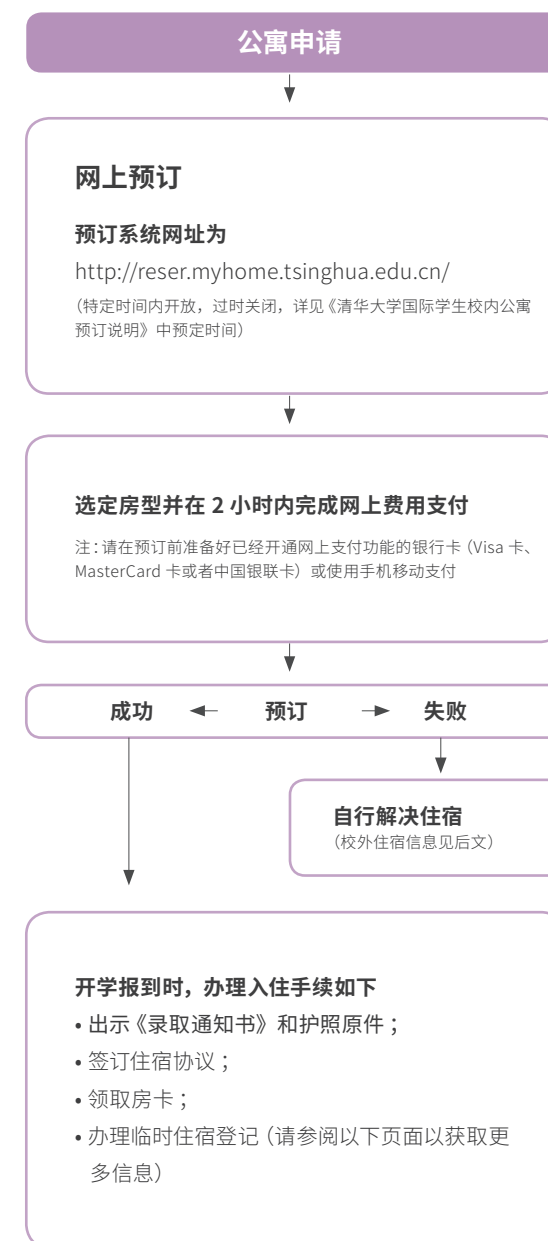 公寓申请
网上预订
预订系统网址为
http://reser.myhome.tsinghua.edu.cn/
（特定时间内开放，过时关闭，详见《清华大学国际学生校内公寓
预订说明》中预定时间）
选定房型并在 2 小时内完成网上费用支付
注：请在预订前准备好已经开通网上支付功能的银行卡（Visa 卡、
MasterCard 卡或者中国银联卡）或使用手机移动支付
成功 预订 失败
自行解决住宿
（校外住宿信息见后文）
开学报到时，办理入住手续如下
• 出示《录取通知书》和护照原件；
• 签订住宿协议；
• 领取房卡；
• 办理临时住宿登记（请参阅以下页面以获取更
多信息）